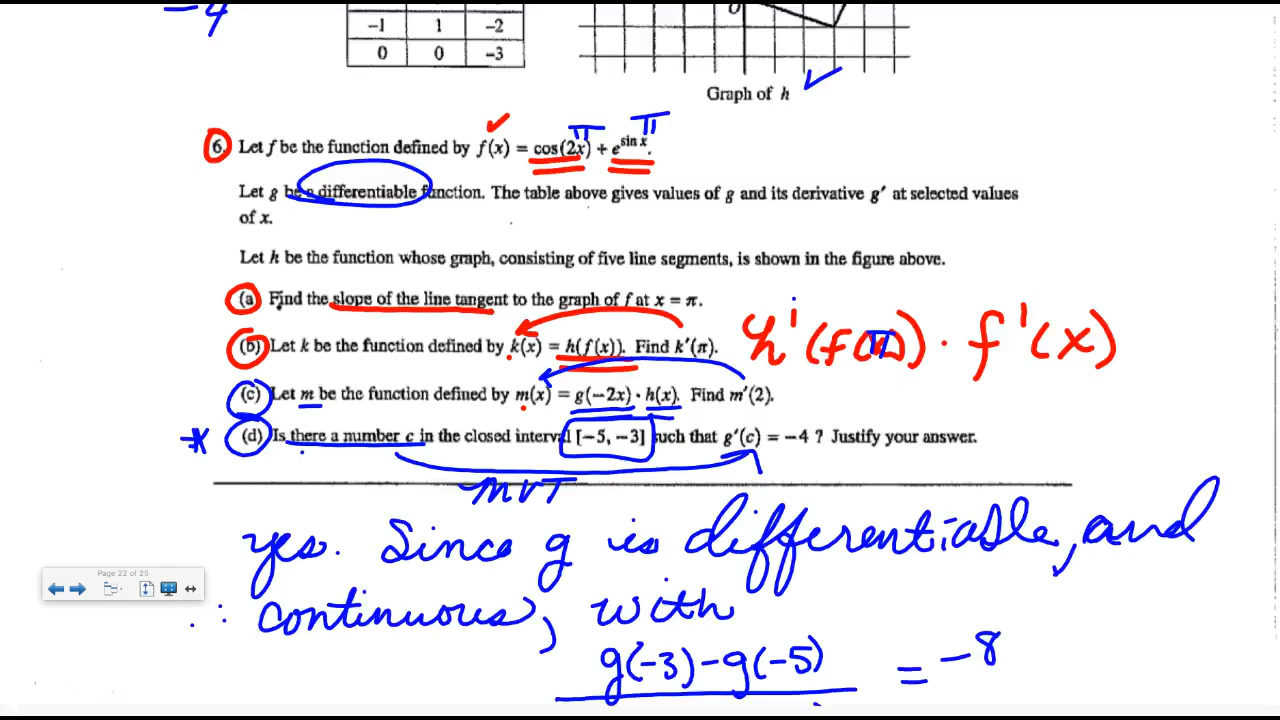 -4
-1 1 -2
0 0 -3
0
Graph of h
6. Let f be the function defined by f(x) = cos(2x) + e^{sin x}.
π π
Let g be a differentiable function. The table above gives values of g and its derivative g′ at selected values
of x.
Let h be the function whose graph, consisting of five line segments, is shown in the figure above.
(a) Find the slope of the line tangent to the graph of f at x = π.
(b) Let k be the function defined by k(x) = h(f(x)). Find k′(π).
h'(f(π)) · f'(x)
(c) Let m be the function defined by m(x) = g(−2x) · h(x). Find m′(2).
* (d) Is there a number c in the closed interval [−5, −3] such that g′(c) = −4 ? Justify your answer.
MVT
yes. Since g is differentiable, and
Page 22 of 25
∴ continuous, with
g(-3) - g(-5) = -8